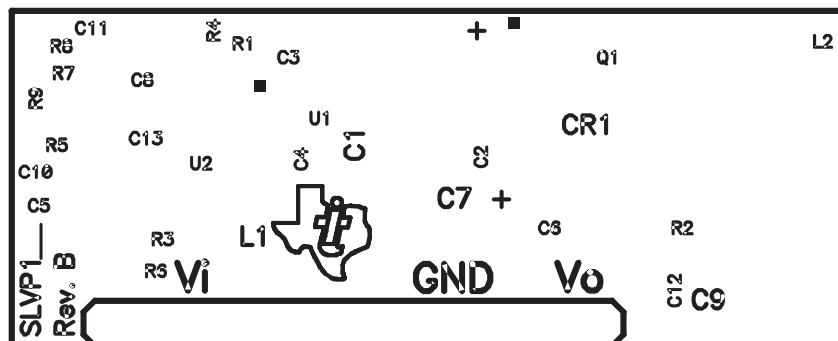 C11
R4
R8
R1
C3
Q1
L2
R7
C8
R9
U1
CR1
R5
C13
C1
C4
C2
C10
U2
C5
C7 +
+
L1
R3
C6
R2
R6
Vi
GND
Vo
C12
C9
SLVP1__
Rev. B